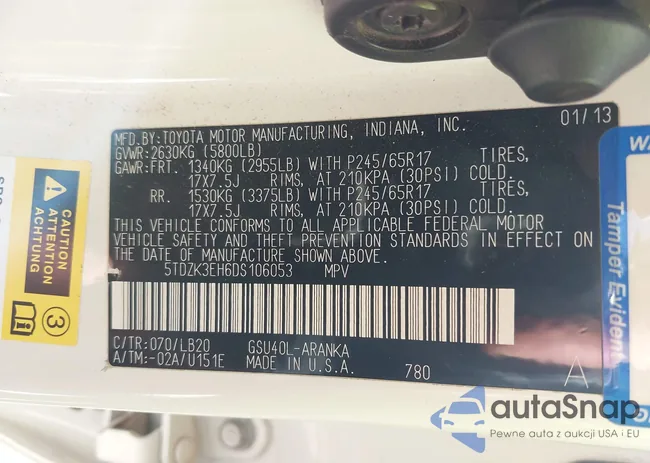 MFD.BY:TOYOTA MOTOR MANUFACTURING, INDIANA, INC. 01/13
GVWR:2630KG (5800LB)
GAWR:FRT. 1340KG (2955LB) WITH P245/65R17 TIRES,
17X7.5J RIMS, AT 210KPA (30PSI) COLD.
RR. 1530KG (3375LB) WITH P245/65R17 TIRES,
17X7.5J RIMS, AT 210KPA (30PSI) COLD.
THIS VEHICLE CONFORMS TO ALL APPLICABLE FEDERAL MOTOR
VEHICLE SAFETY AND THEFT PREVENTION STANDARDS IN EFFECT ON
THE DATE OF MANUFACTURE SHOWN ABOVE.
5TDZK3EH6DS106053 MPV
C/TR:070/LB20 GSU40L-ARANKA
A/TM:-02A/U151E MADE IN U.S.A. 780 A
CAUTION
ATTENTION
ACHTUNG
3
Tamper Evident
autaSnap
Pewne auta z aukcji USA i EU